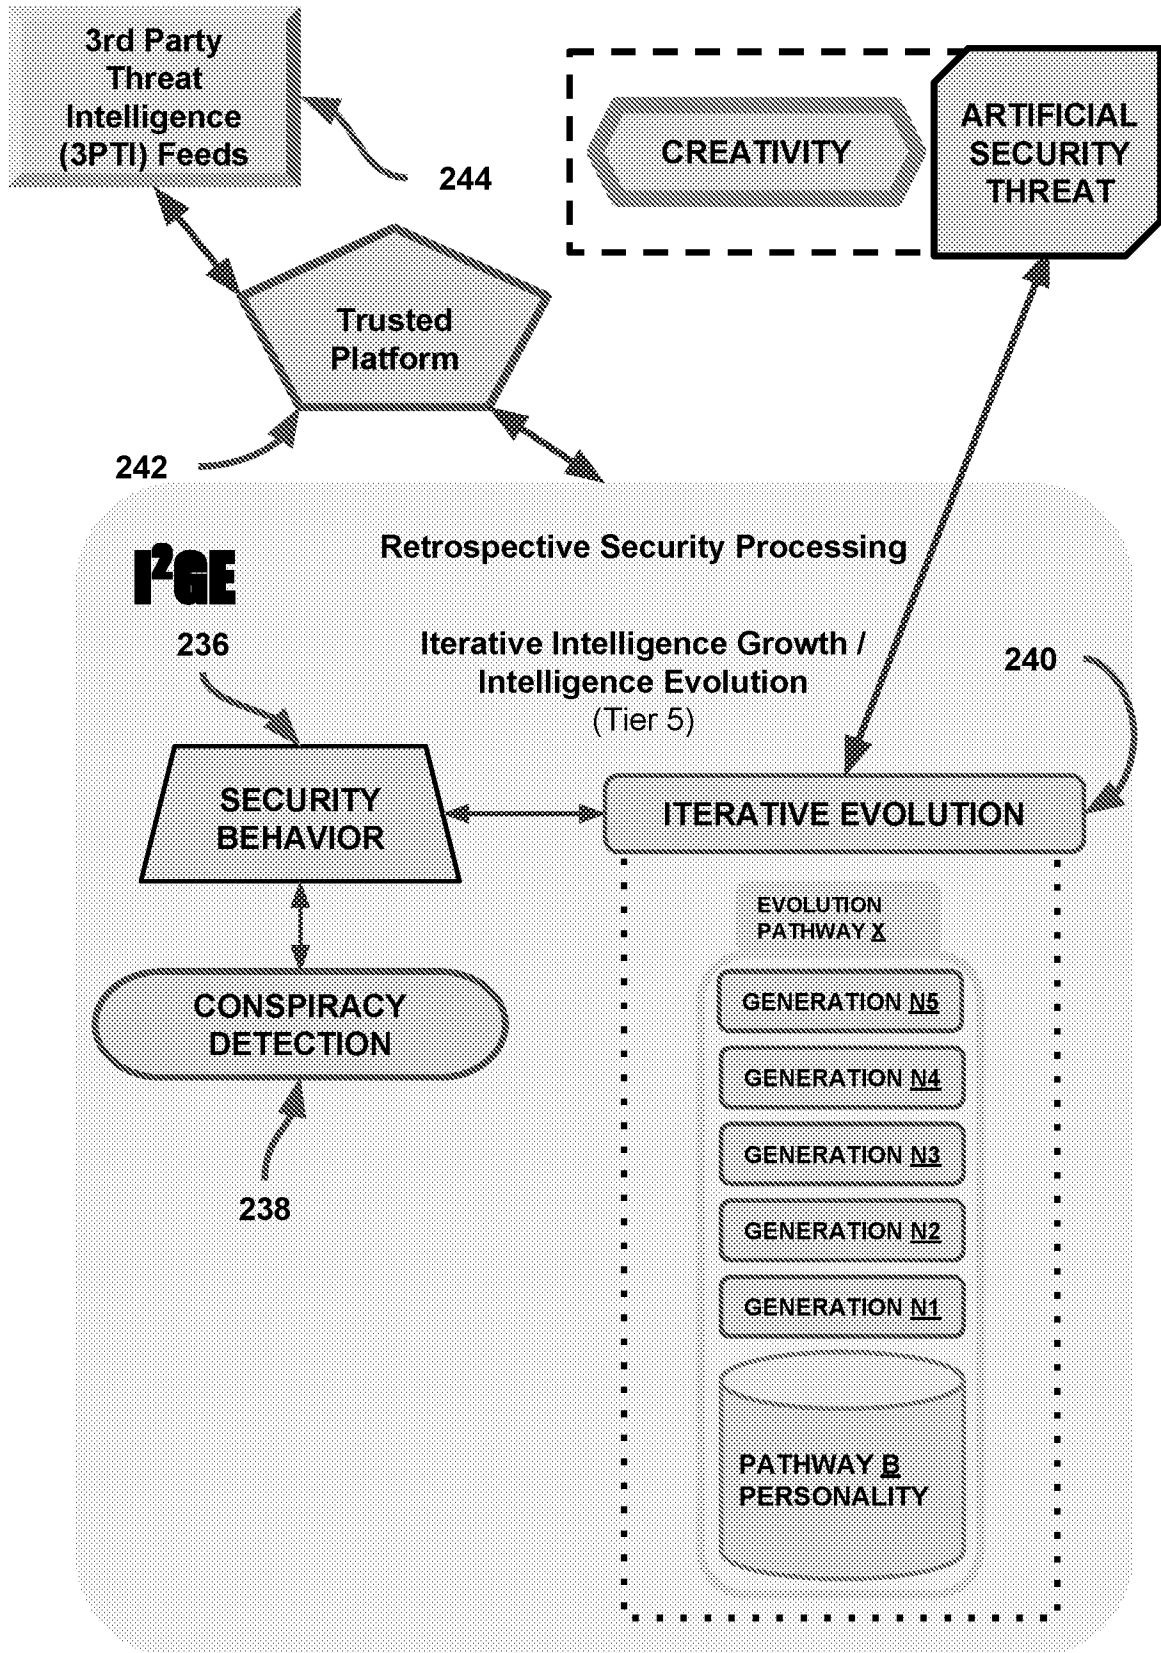 3rd Party
Threat
Intelligence
(3PTI) Feeds
244
CREATIVITY
ARTIFICIAL
SECURITY
THREAT
Trusted
Platform
242
I²GE
Retrospective Security Processing
236
Iterative Intelligence Growth /
Intelligence Evolution
(Tier 5)
240
SECURITY
BEHAVIOR
ITERATIVE EVOLUTION
CONSPIRACY
DETECTION
238
EVOLUTION
PATHWAY X
GENERATION N5
GENERATION N4
GENERATION N3
GENERATION N2
GENERATION N1
PATHWAY B
PERSONALITY